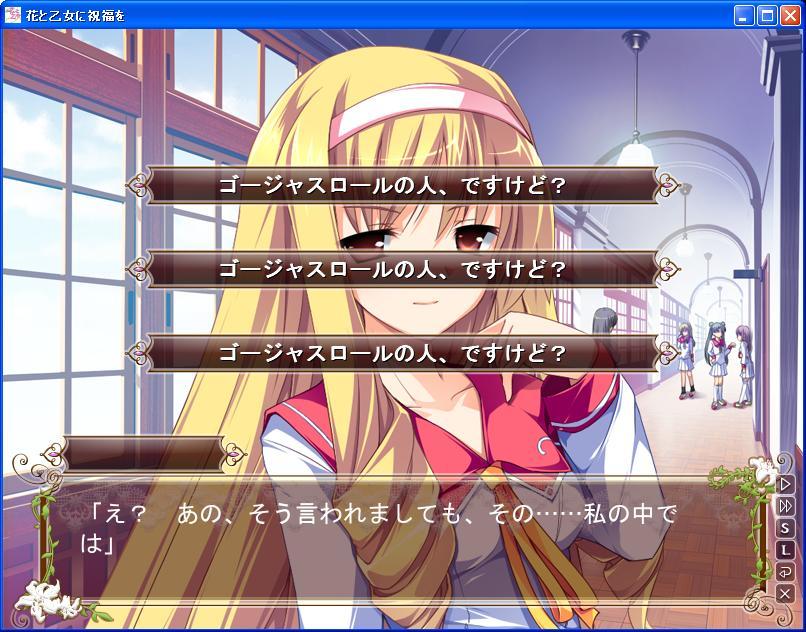 花と乙女に祝福を
ゴージャスロールの人、ですけど？
ゴージャスロールの人、ですけど？
ゴージャスロールの人、ですけど？
「え？　あの、そう言われましても、その……私の中で
は」
S
L